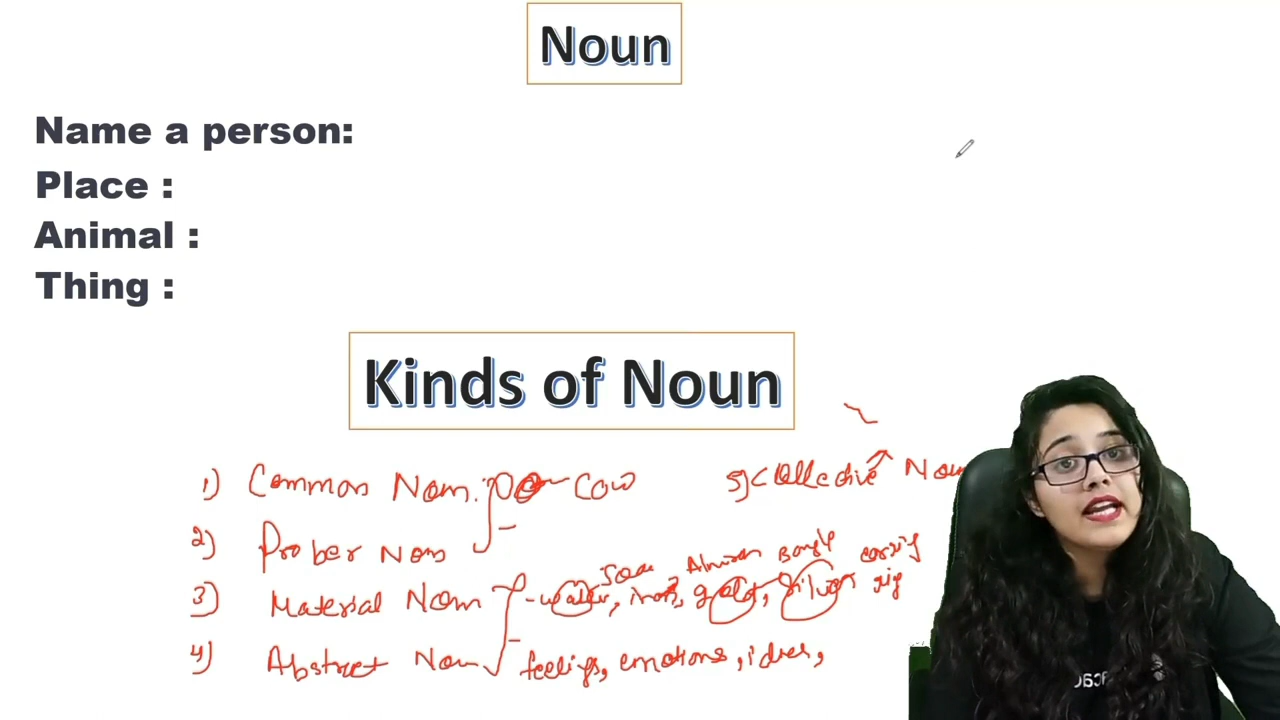 Noun
Name a person:
Place :
Animal :
Thing :
Kinds of Noun
1) Common Noun. Cow
5) Collective Noun
2) Proper Noun
3) Material Noun - water, iron, gold, silver
4) Abstract Noun feelings, emotions, ideas,